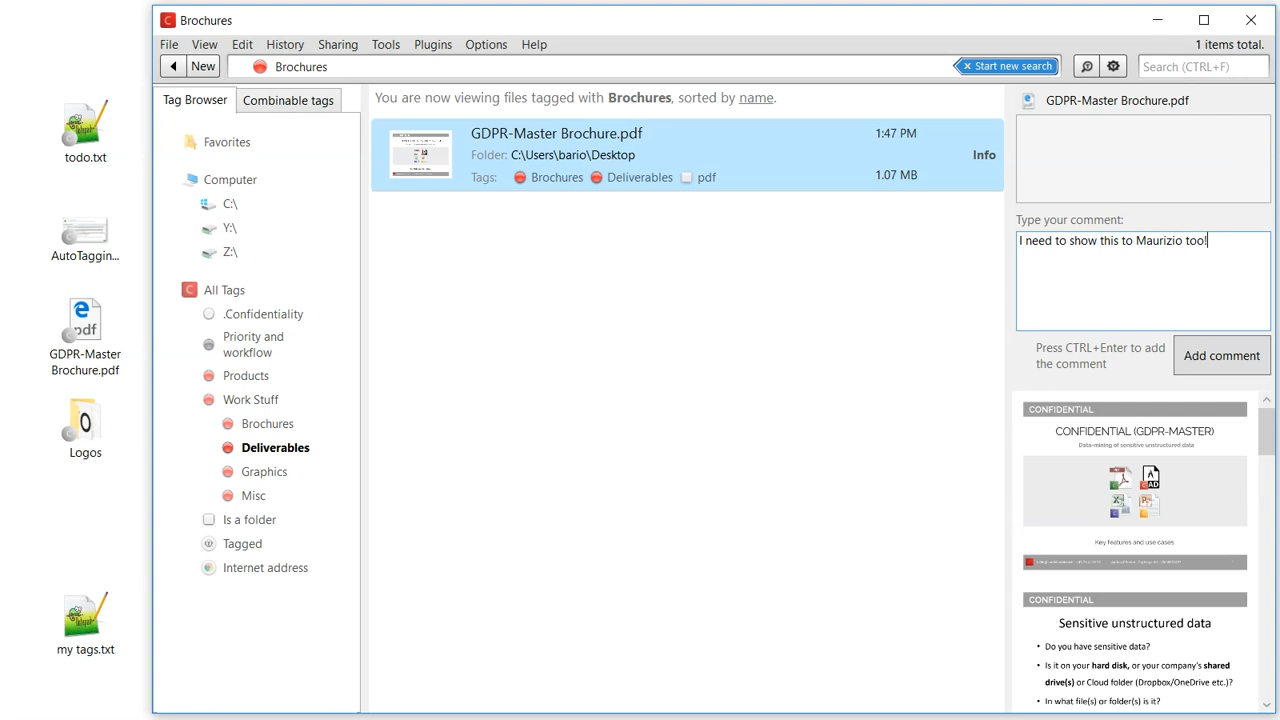 Brochures
File View Edit History Sharing Tools Plugins Options Help
1 items total.
New
Brochures
Start new search
Search (CTRL+F)
Tag Browser
Combinable tags
You are now viewing files tagged with Brochures, sorted by name.
GDPR-Master Brochure.pdf
1:47 PM
Folder: C:\Users\bario\Desktop
Info
Tags: Brochures Deliverables pdf
1.07 MB
Favorites
Computer
C:\
Y:\
Z:\
All Tags
.Confidentiality
Priority and
workflow
Products
Work Stuff
Brochures
Deliverables
Graphics
Misc
Is a folder
Tagged
Internet address
GDPR-Master Brochure.pdf
Type your comment:
I need to show this to Maurizio too!
Press CTRL+Enter to add
the comment
Add comment
CONFIDENTIAL
CONFIDENTIAL (GDPR-MASTER)
Data-mining of sensitive unstructured data
Key features and use-cases
CONFIDENTIAL
Sensitive unstructured data
• Do you have sensitive data?
• Is it on your hard disk, or your company's shared
drive(s) or Cloud folder (Dropbox/OneDrive etc.)?
• In what file(s) or folder(s) is it?
todo.txt
AutoTaggin...
pdf
GDPR-Master
Brochure.pdf
Logos
my tags.txt